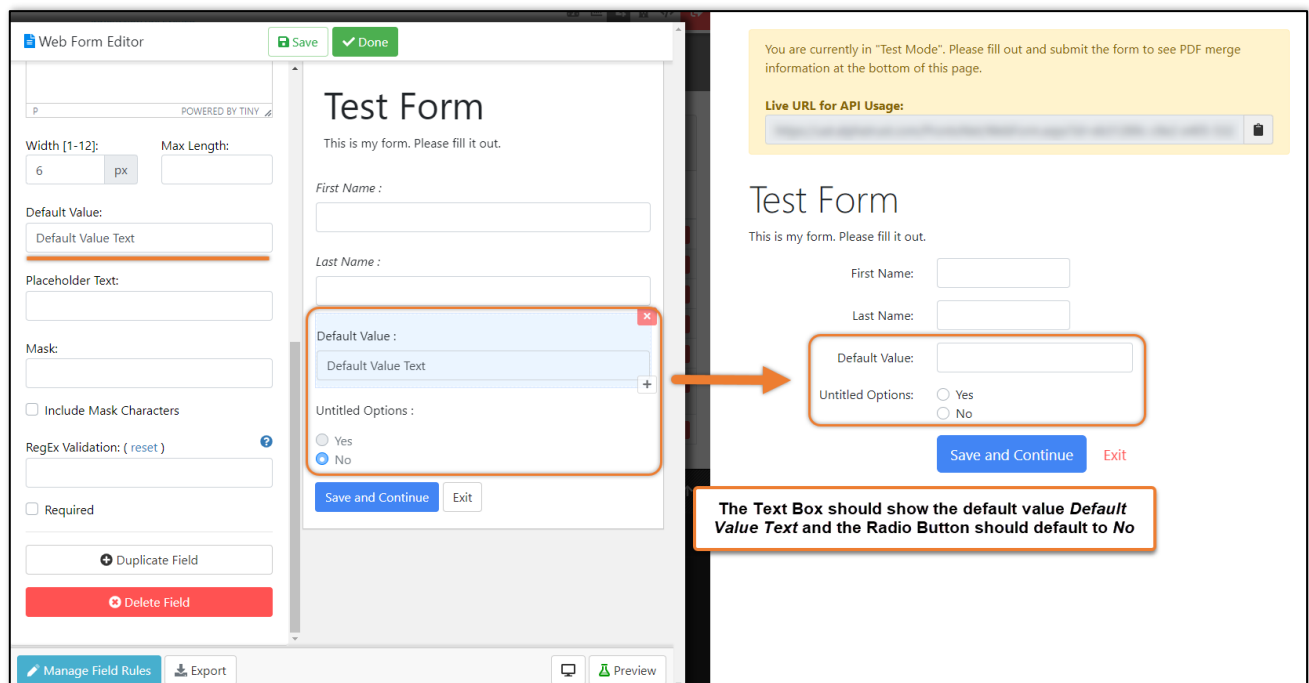 Web Form Editor
Save
Done
P
POWERED BY TINY
Width [1-12]:
Max Length:
6
px
Default Value:
Default Value Text
Placeholder Text:
Mask:
Include Mask Characters
RegEx Validation: ( reset )
Required
Duplicate Field
Delete Field
Manage Field Rules
Export
Preview
Test Form
This is my form. Please fill it out.
First Name :
Last Name :
Default Value :
Default Value Text
Untitled Options :
Yes
No
Save and Continue
Exit
You are currently in "Test Mode". Please fill out and submit the form to see PDF merge
information at the bottom of this page.
Live URL for API Usage:
Test Form
This is my form. Please fill it out.
First Name:
Last Name:
Default Value:
Untitled Options:
Yes
No
Save and Continue
Exit
The Text Box should show the default value Default
Value Text and the Radio Button should default to No